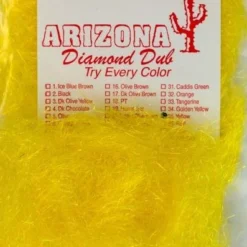 ARIZONA
Diamond Dub
Try Every Color
1. Ice Blue Brown 16. Olive Brown 31. Caddis Green
2. Black 17. Dk Olive Brown 32. Orange
3. Dk Olive Yellow 18. PT 33. Tangerine
4. Dk Chocolate 34. Golden Yellow
5. Olive 35. Yellow